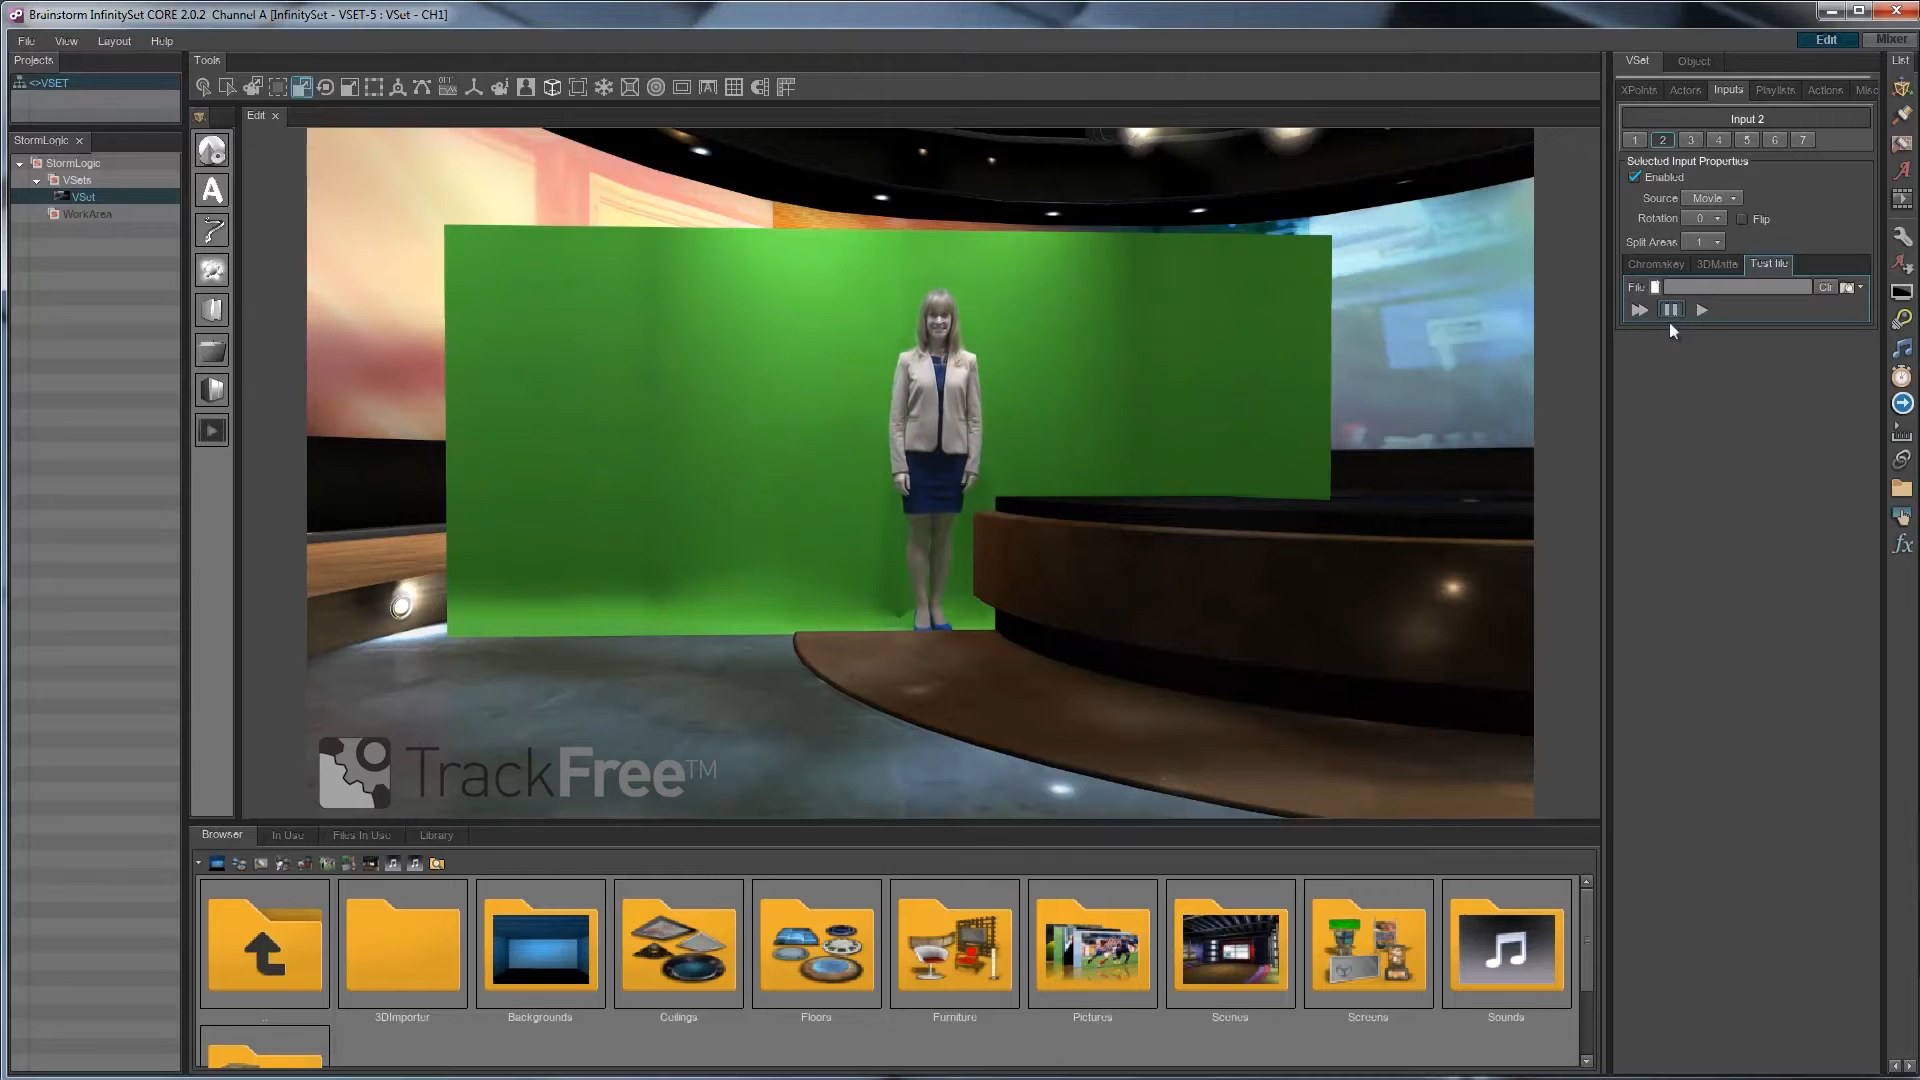 Brainstorm InfinitySet CORE 2.0.2 Channel A [InfinitySet - VSET-5 : VSet - CH1]
File View Layout Help
Edit Mixer
Projects
<>VSET
StormLogic
StormLogic
VSets
VSet
WorkArea
Tools
Edit
A
TrackFree™
Browser In Use Files In Use Library
..
3DImporter
Backgrounds
Ceilings
Floors
Furniture
Pictures
Scenes
Screens
Sounds
VSet Object
XPoints Actors Inputs Playlists Actions Misc
Input 2
1 2 3 4 5 6 7
Selected Input Properties
Enabled
Source Movie
Rotation 0 Flip
Split Areas 1
Chromakey 3DMatte Test file
File Clr
List
fx